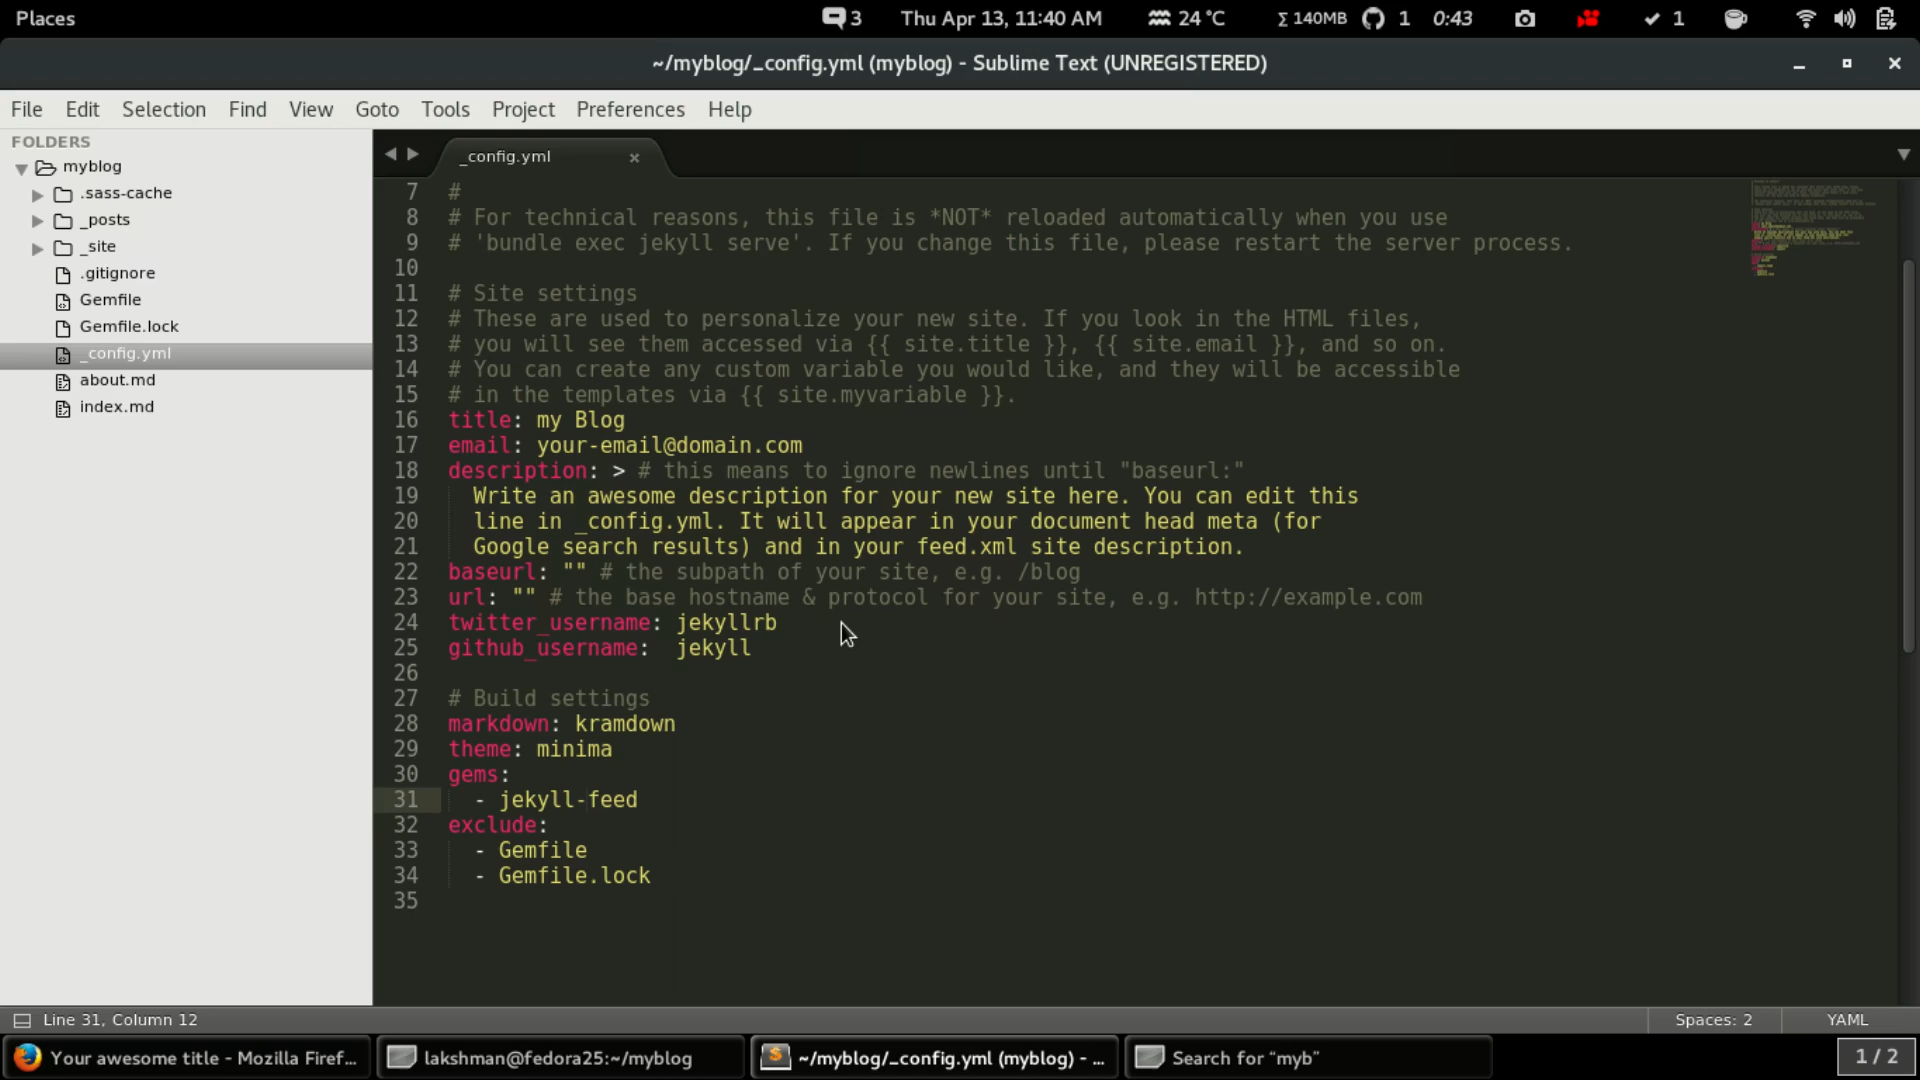 Places
3
Thu Apr 13, 11:40 AM
24 °C
Σ 140MB
1
0:43
1
~/myblog/_config.yml (myblog) - Sublime Text (UNREGISTERED)
File Edit Selection Find View Goto Tools Project Preferences Help
FOLDERS
myblog
.sass-cache
_posts
_site
.gitignore
Gemfile
Gemfile.lock
_config.yml
about.md
index.md
_config.yml
7 #
8 # For technical reasons, this file is *NOT* reloaded automatically when you use
9 # 'bundle exec jekyll serve'. If you change this file, please restart the server process.
10
11 # Site settings
12 # These are used to personalize your new site. If you look in the HTML files,
13 # you will see them accessed via {{ site.title }}, {{ site.email }}, and so on.
14 # You can create any custom variable you would like, and they will be accessible
15 # in the templates via {{ site.myvariable }}.
16 title: my Blog
17 email: your-email@domain.com
18 description: > # this means to ignore newlines until "baseurl:"
19   Write an awesome description for your new site here. You can edit this
20   line in _config.yml. It will appear in your document head meta (for
21   Google search results) and in your feed.xml site description.
22 baseurl: "" # the subpath of your site, e.g. /blog
23 url: "" # the base hostname & protocol for your site, e.g. http://example.com
24 twitter_username: jekyllrb
25 github_username:  jekyll
26
27 # Build settings
28 markdown: kramdown
29 theme: minima
30 gems:
31   - jekyll-feed
32 exclude:
33   - Gemfile
34   - Gemfile.lock
35
Line 31, Column 12
Spaces: 2
YAML
Your awesome title - Mozilla Firef...
lakshman@fedora25:~/myblog
~/myblog/_config.yml (myblog) - ...
Search for “myb”
1 / 2